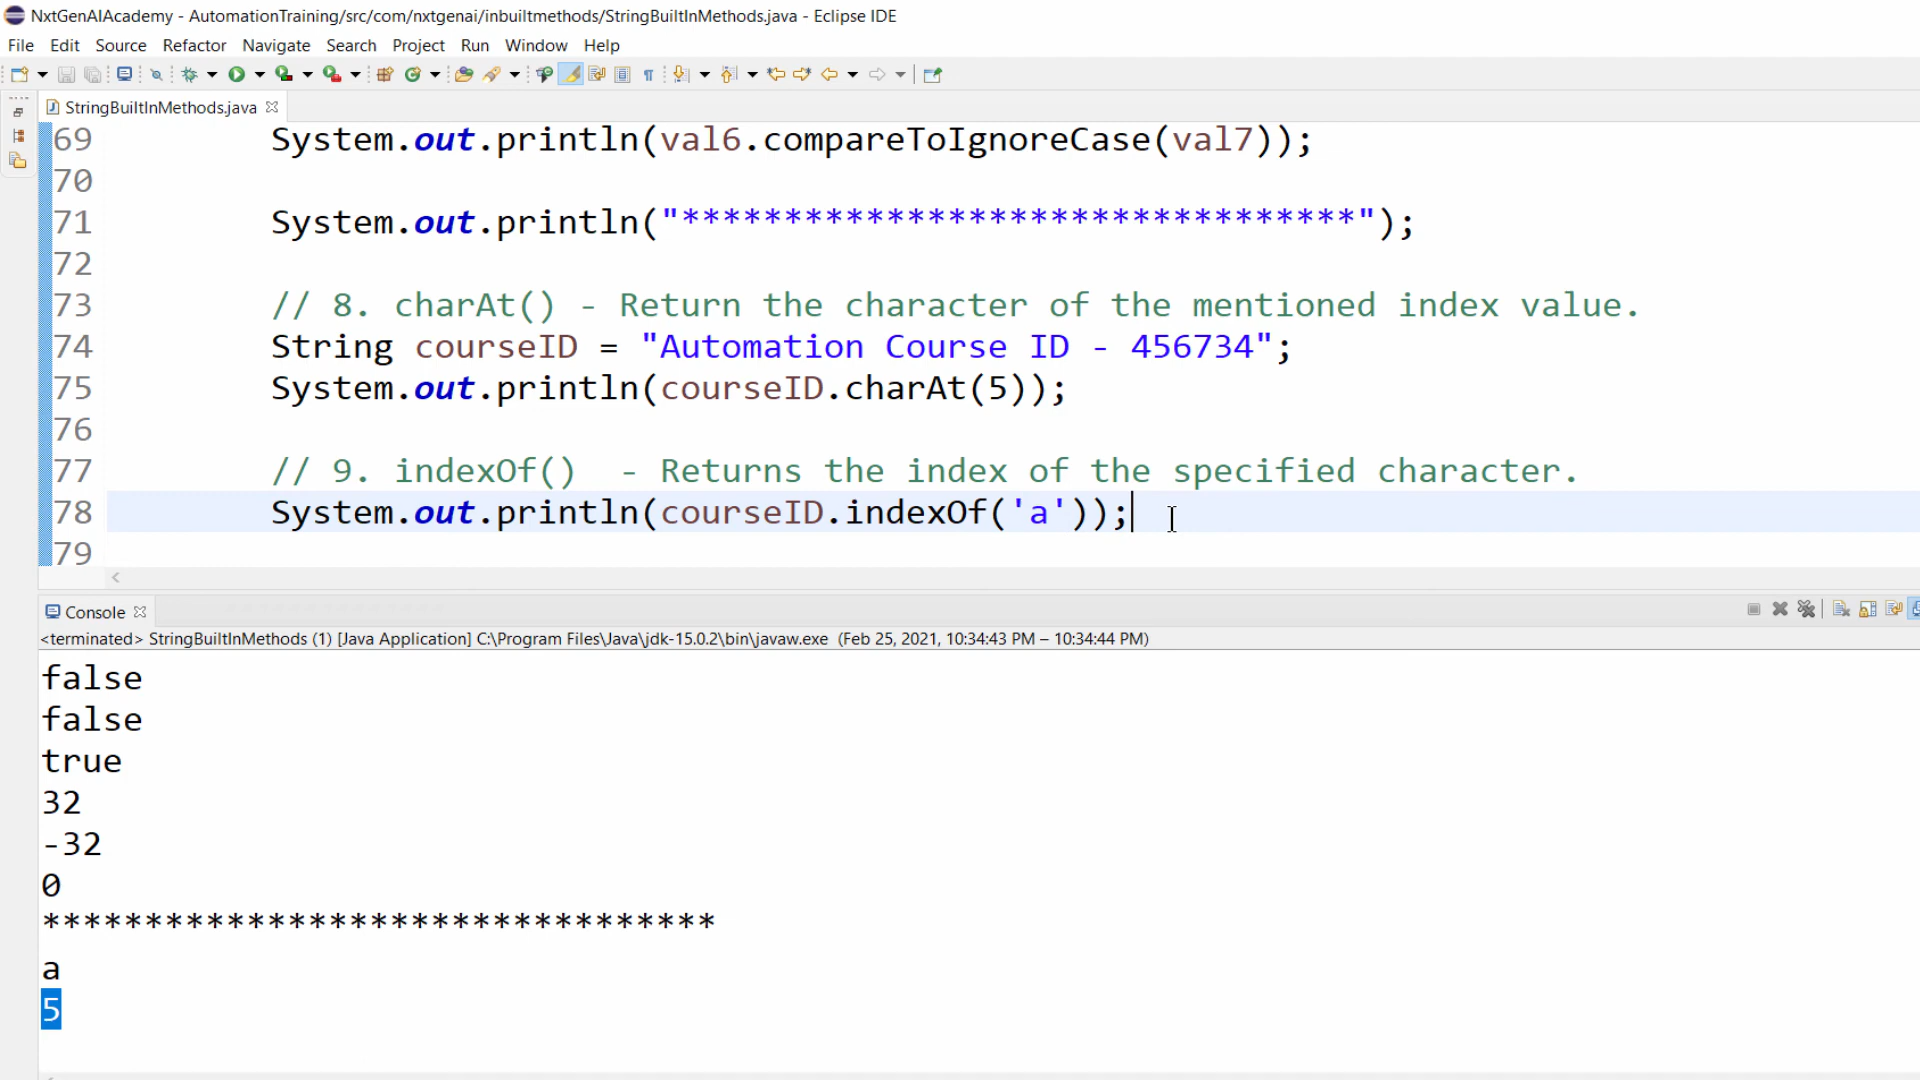 NxtGenAIAcademy - AutomationTraining/src/com/nxtgenai/inbuiltmethods/StringBuiltInMethods.java - Eclipse IDE
File Edit Source Refactor Navigate Search Project Run Window Help
StringBuiltInMethods.java
69 System.out.println(val6.compareToIgnoreCase(val7));
70
71 System.out.println("*********************************");
72
73 // 8. charAt() - Return the character of the mentioned index value.
74 String courseID = "Automation Course ID - 456734";
75 System.out.println(courseID.charAt(5));
76
77 // 9. indexOf()  - Returns the index of the specified character.
78 System.out.println(courseID.indexOf('a'));
79
Console
<terminated> StringBuiltInMethods (1) [Java Application] C:\Program Files\Java\jdk-15.0.2\bin\javaw.exe (Feb 25, 2021, 10:34:43 PM – 10:34:44 PM)
false
false
true
32
-32
0
*********************************
a
5